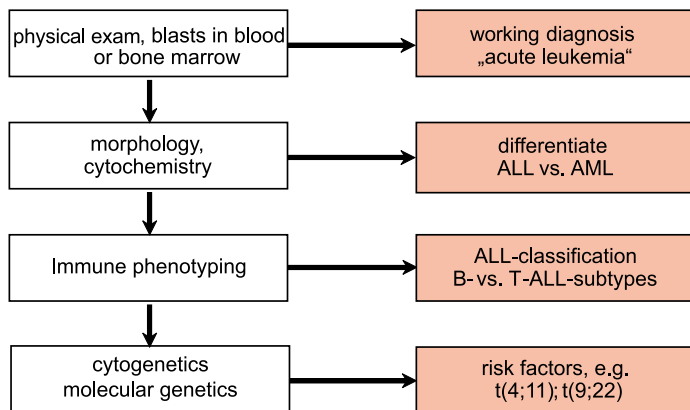 physical exam, blasts in blood
or bone marrow
working diagnosis
„acute leukemia“
morphology,
cytochemistry
differentiate
ALL vs. AML
Immune phenotyping
ALL-classification
B- vs. T-ALL-subtypes
cytogenetics
molecular genetics
risk factors, e.g.
t(4;11); t(9;22)